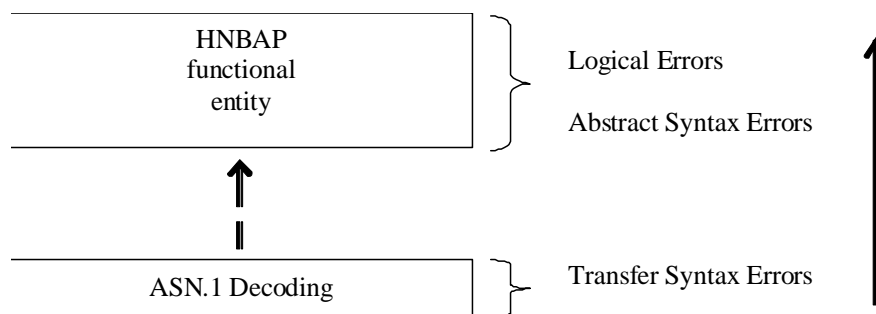 HNBAP
functional
entity
Logical Errors
Abstract Syntax Errors
ASN.1 Decoding
Transfer Syntax Errors